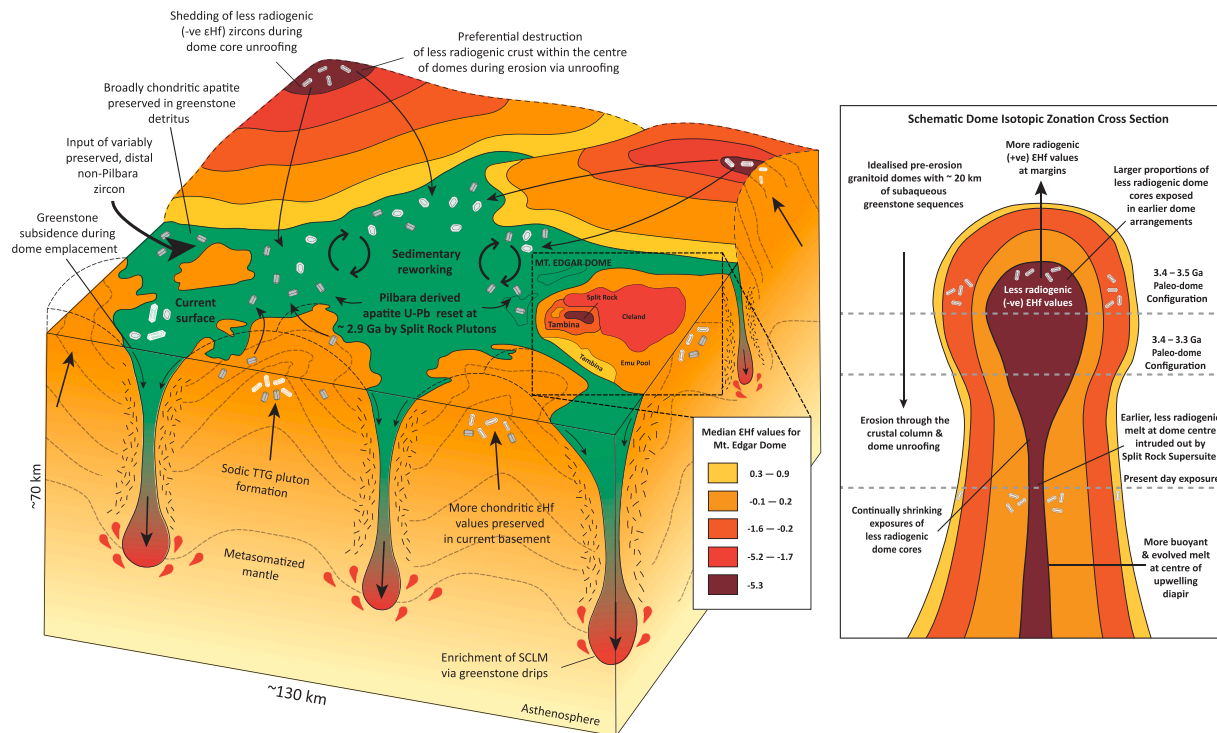 Shedding of less radiogenic
(-ve εHf) zircons during
dome core unroofing
Preferential destruction
of less radiogenic crust within the centre
of domes during erosion via unroofing
Broadly chondritic apatite
preserved in greenstone
detritus
Input of variably
preserved, distal
non-Pilbara
zircon
Greenstone
subsidence during
dome emplacement
Current
surface
Sedimentary
reworking
Pilbara derived
apatite U-Pb reset at
~ 2.9 Ga by Split Rock Plutons
MT. EDGAR DOME
Split Rock
Tambina
Cleland
Tambina
Emu Pool
~70 km
Sodic TTG pluton
formation
More chondritic εHf
values preserved
in current basement
Metasomatized
mantle
Enrichment of SCLM
via greenstone drips
~130 km
Asthenosphere
Median EHf values for
Mt. Edgar Dome
0.3 — 0.9
-0.1 — 0.2
-1.6 — -0.2
-5.2 — -1.7
-5.3
Schematic Dome Isotopic Zonation Cross Section
Idealised pre-erosion
granitoid domes with ~ 20 km
of subaqueous
greenstone sequences
More radiogenic
(+ve) EHf values
at margins
Larger proportions of
less radiogenic dome
cores exposed
in earlier dome
arrangements
Less radiogenic
(-ve) EHf values
3.4 – 3.5 Ga
Paleo-dome
Configuration
3.4 – 3.3 Ga
Paleo-dome
Configuration
Erosion through the
crustal column &
dome unroofing
Earlier, less radiogenic
melt at dome centre
intruded out by
Split Rock Supersuite
Present day exposure
Continually shrinking
exposures of
less radiogenic
dome cores
More buoyant
& evolved melt
at centre of
upwelling
diapir